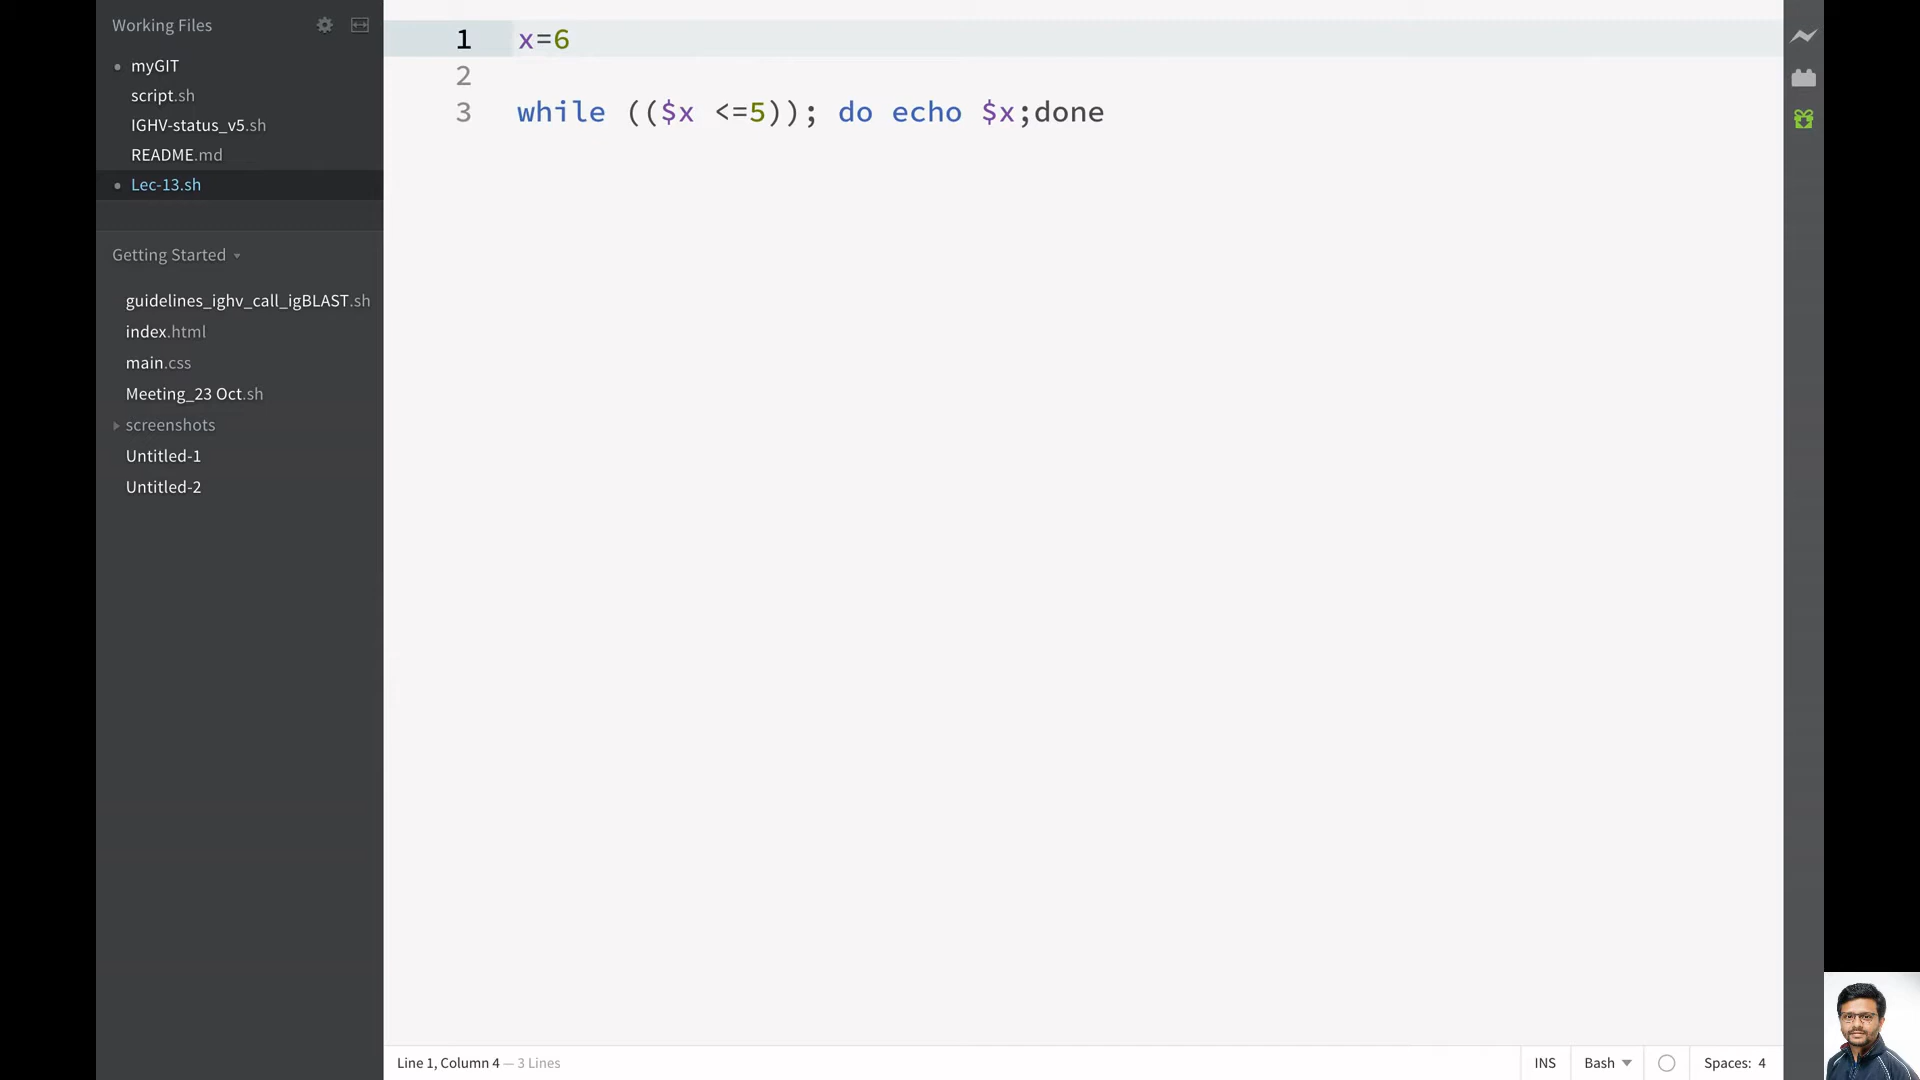 Working Files
myGIT
script.sh
IGHV-status_v5.sh
README.md
Lec-13.sh
Getting Started
guidelines_ighv_call_igBLAST.sh
index.html
main.css
Meeting_23 Oct.sh
screenshots
Untitled-1
Untitled-2
1 x=6
2
3 while (($x <=5)); do echo $x;done
Line 1, Column 4 — 3 Lines
INS
Bash
Spaces: 4